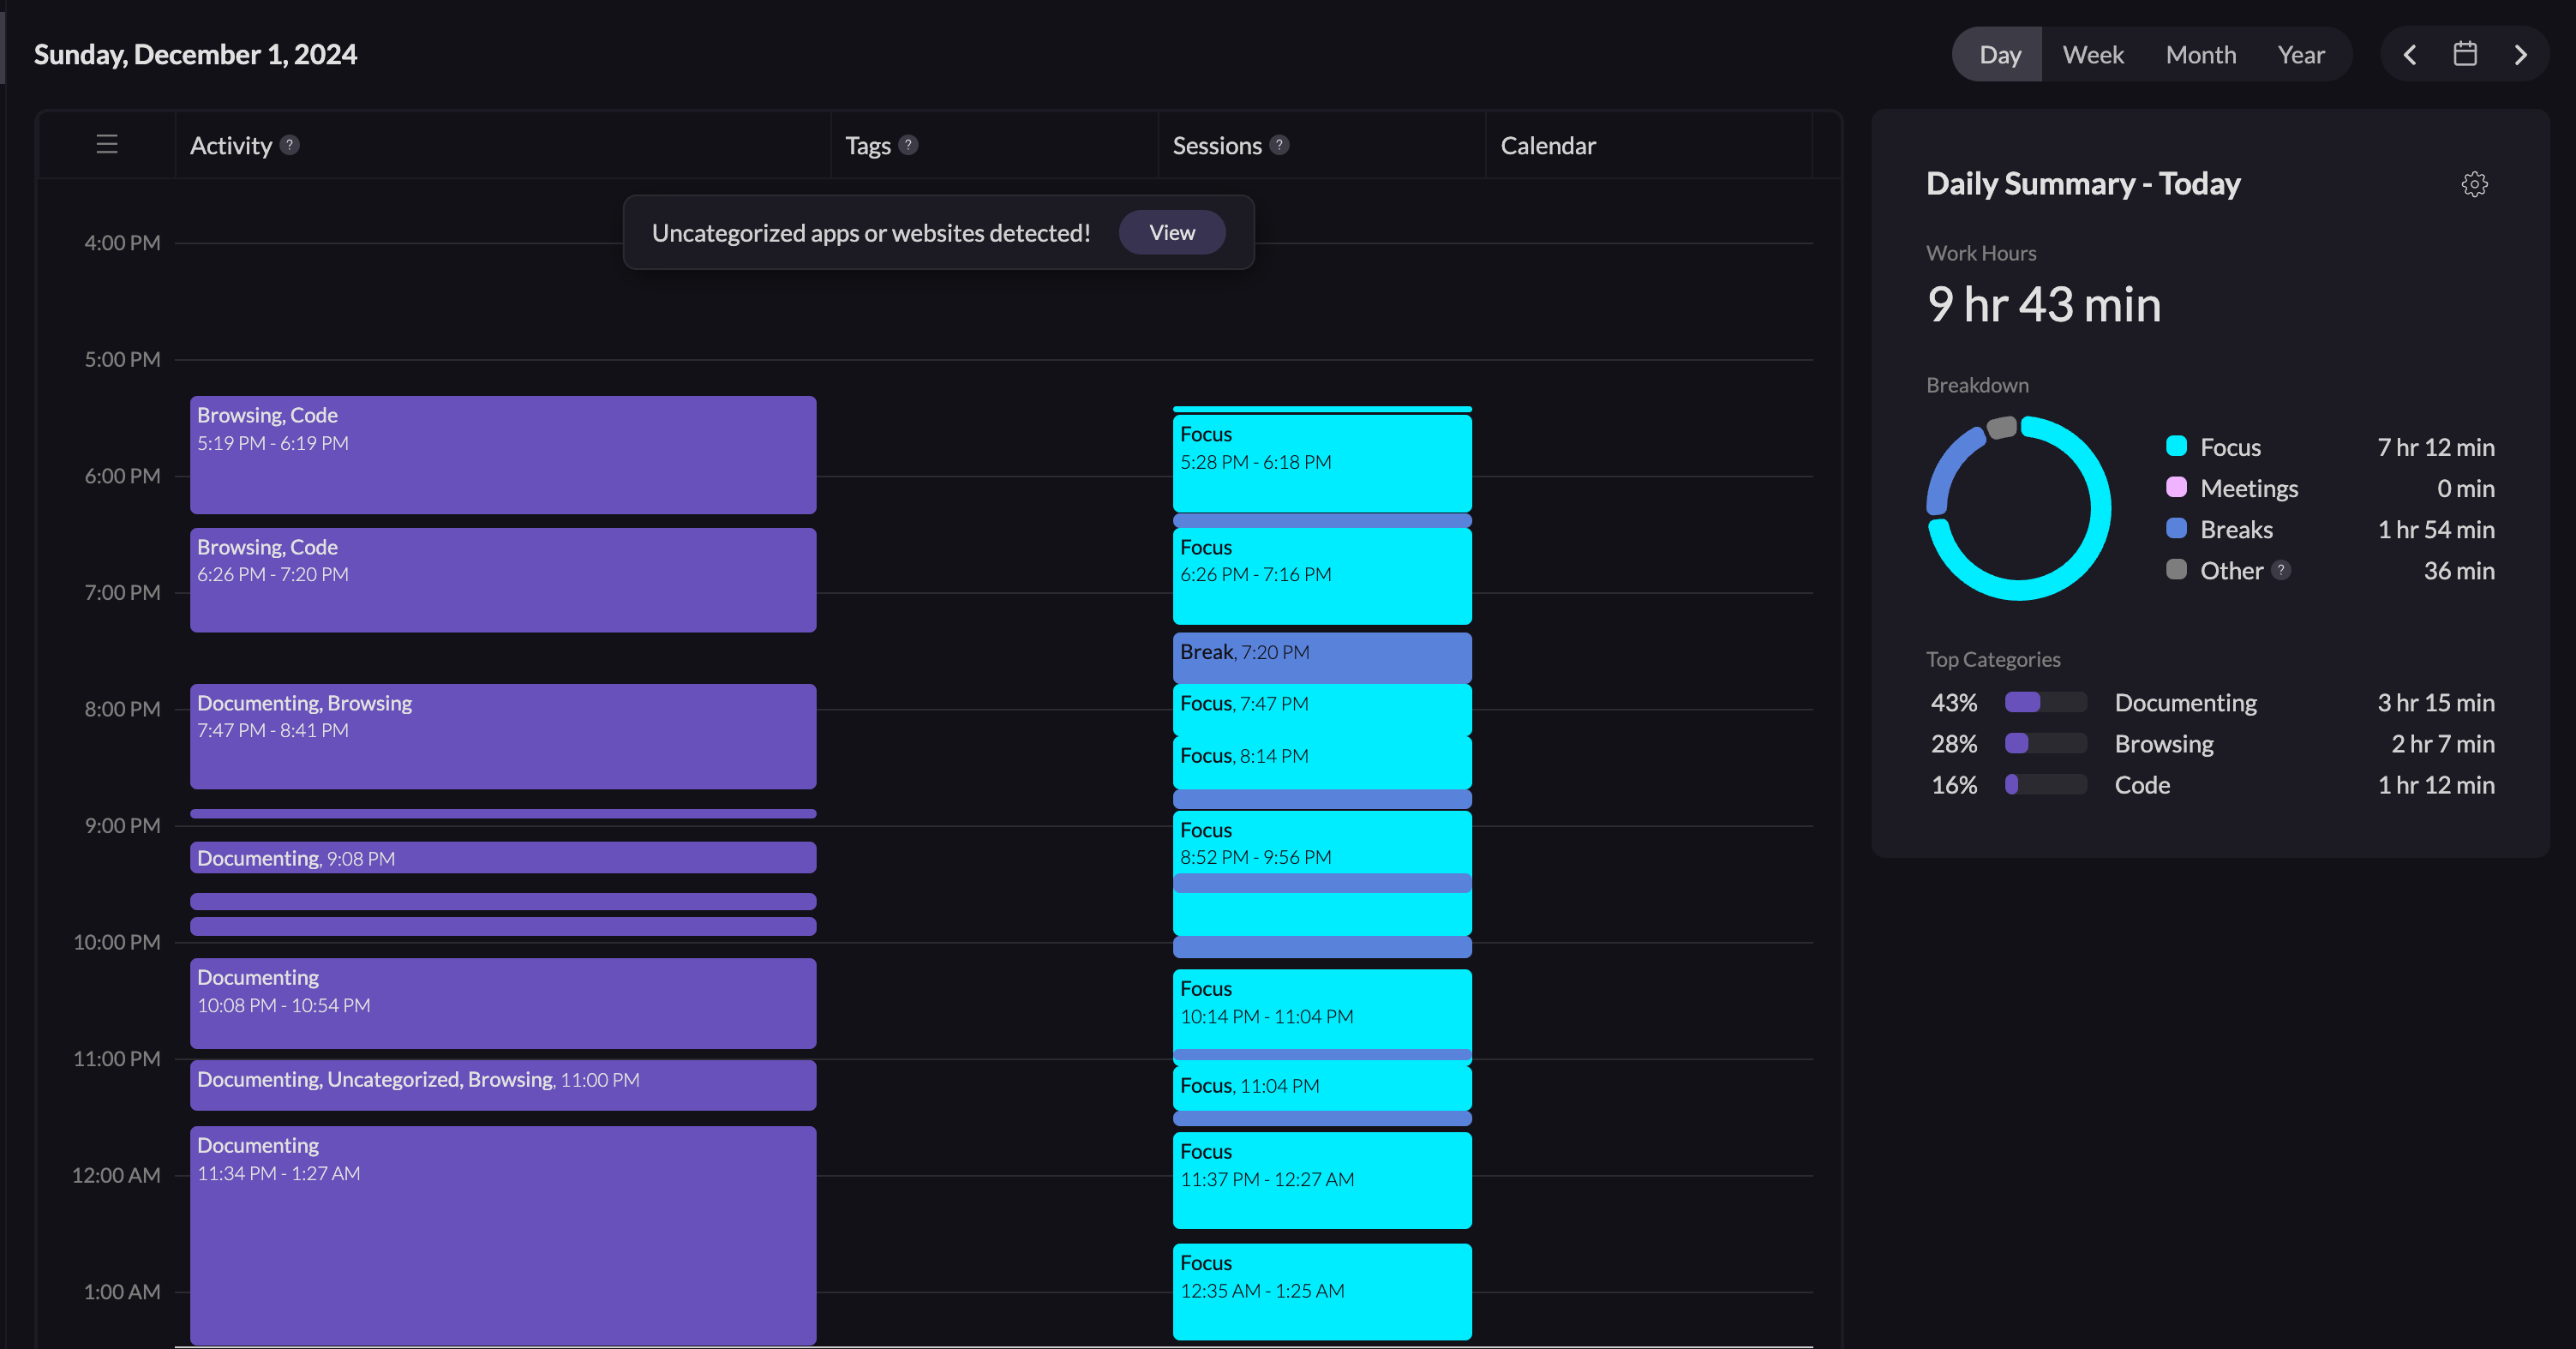 Sunday, December 1, 2024
Day Week Month Year
Activity ? Tags ? Sessions ? Calendar
Uncategorized apps or websites detected! View
4:00 PM
5:00 PM
6:00 PM
7:00 PM
8:00 PM
9:00 PM
10:00 PM
11:00 PM
12:00 AM
1:00 AM
Browsing, Code
5:19 PM - 6:19 PM
Browsing, Code
6:26 PM - 7:20 PM
Documenting, Browsing
7:47 PM - 8:41 PM
Documenting, 9:08 PM
Documenting
10:08 PM - 10:54 PM
Documenting, Uncategorized, Browsing, 11:00 PM
Documenting
11:34 PM - 1:27 AM
Focus
5:28 PM - 6:18 PM
Focus
6:26 PM - 7:16 PM
Break, 7:20 PM
Focus, 7:47 PM
Focus, 8:14 PM
Focus
8:52 PM - 9:56 PM
Focus
10:14 PM - 11:04 PM
Focus, 11:04 PM
Focus
11:37 PM - 12:27 AM
Focus
12:35 AM - 1:25 AM
Daily Summary - Today
Work Hours
9 hr 43 min
Breakdown
Focus 7 hr 12 min
Meetings 0 min
Breaks 1 hr 54 min
Other ? 36 min
Top Categories
43% Documenting 3 hr 15 min
28% Browsing 2 hr 7 min
16% Code 1 hr 12 min